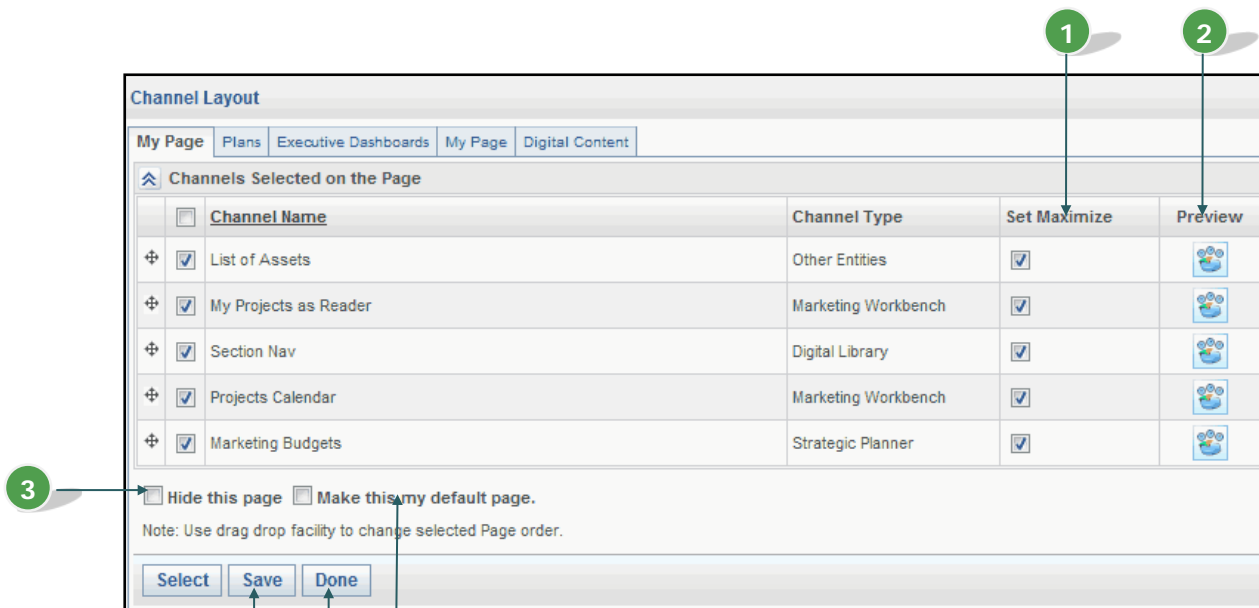 1 2
Channel Layout
My Page Plans Executive Dashboards My Page Digital Content
Channels Selected on the Page
Channel Name Channel Type Set Maximize Preview
List of Assets Other Entities
My Projects as Reader Marketing Workbench
Section Nav Digital Library
Projects Calendar Marketing Workbench
Marketing Budgets Strategic Planner
3 Hide this page Make this my default page.
Note: Use drag drop facility to change selected Page order.
Select Save Done